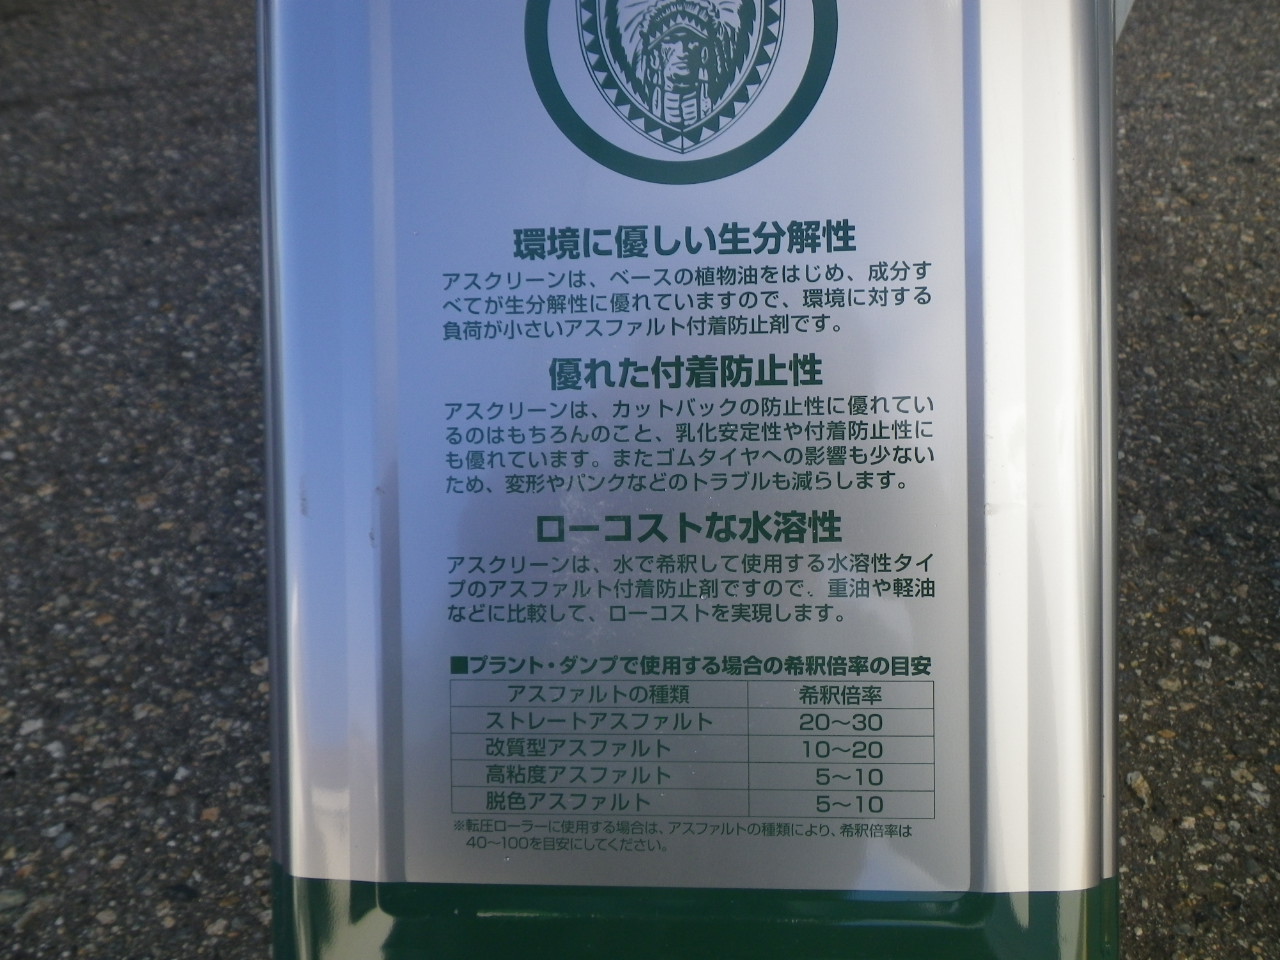 環境に優しい生分解性
アスクリーンは、ベースの植物油をはじめ、成分す
べてが生分解性に優れていますので、環境に対する
負荷が小さいアスファルト付着防止剤です。
優れた付着防止性
アスクリーンは、カットバックの防止性に優れてい
るのはもちろんのこと、乳化安定性や付着防止性に
も優れています。またゴムタイヤへの影響も少ない
ため、変形やパンクなどのトラブルも減らします。
ローコストな水溶性
アスクリーンは、水で希釈して使用する水溶性タイ
プのアスファルト付着防止剤ですので、重油や軽油
などに比較して、ローコストを実現します。
■プラント・ダンプで使用する場合の希釈倍率の目安
アスファルトの種類 希釈倍率
ストレートアスファルト 20〜30
改質型アスファルト 10〜20
高粘度アスファルト 5〜10
脱色アスファルト 5〜10
※転圧ローラーに使用する場合は、アスファルトの種類により、希釈倍率は
40〜100を目安にしてください。